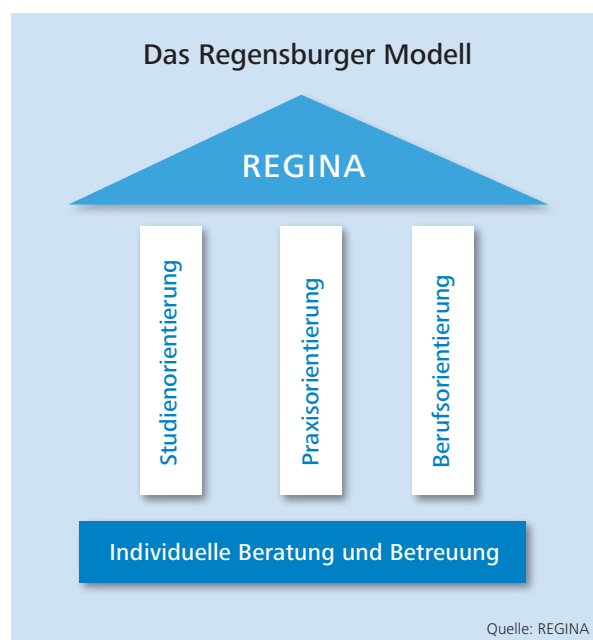 Das Regensburger Modell
REGINA
Studienorientierung
Praxisorientierung
Berufsorientierung
Individuelle Beratung und Betreuung
Quelle: REGINA